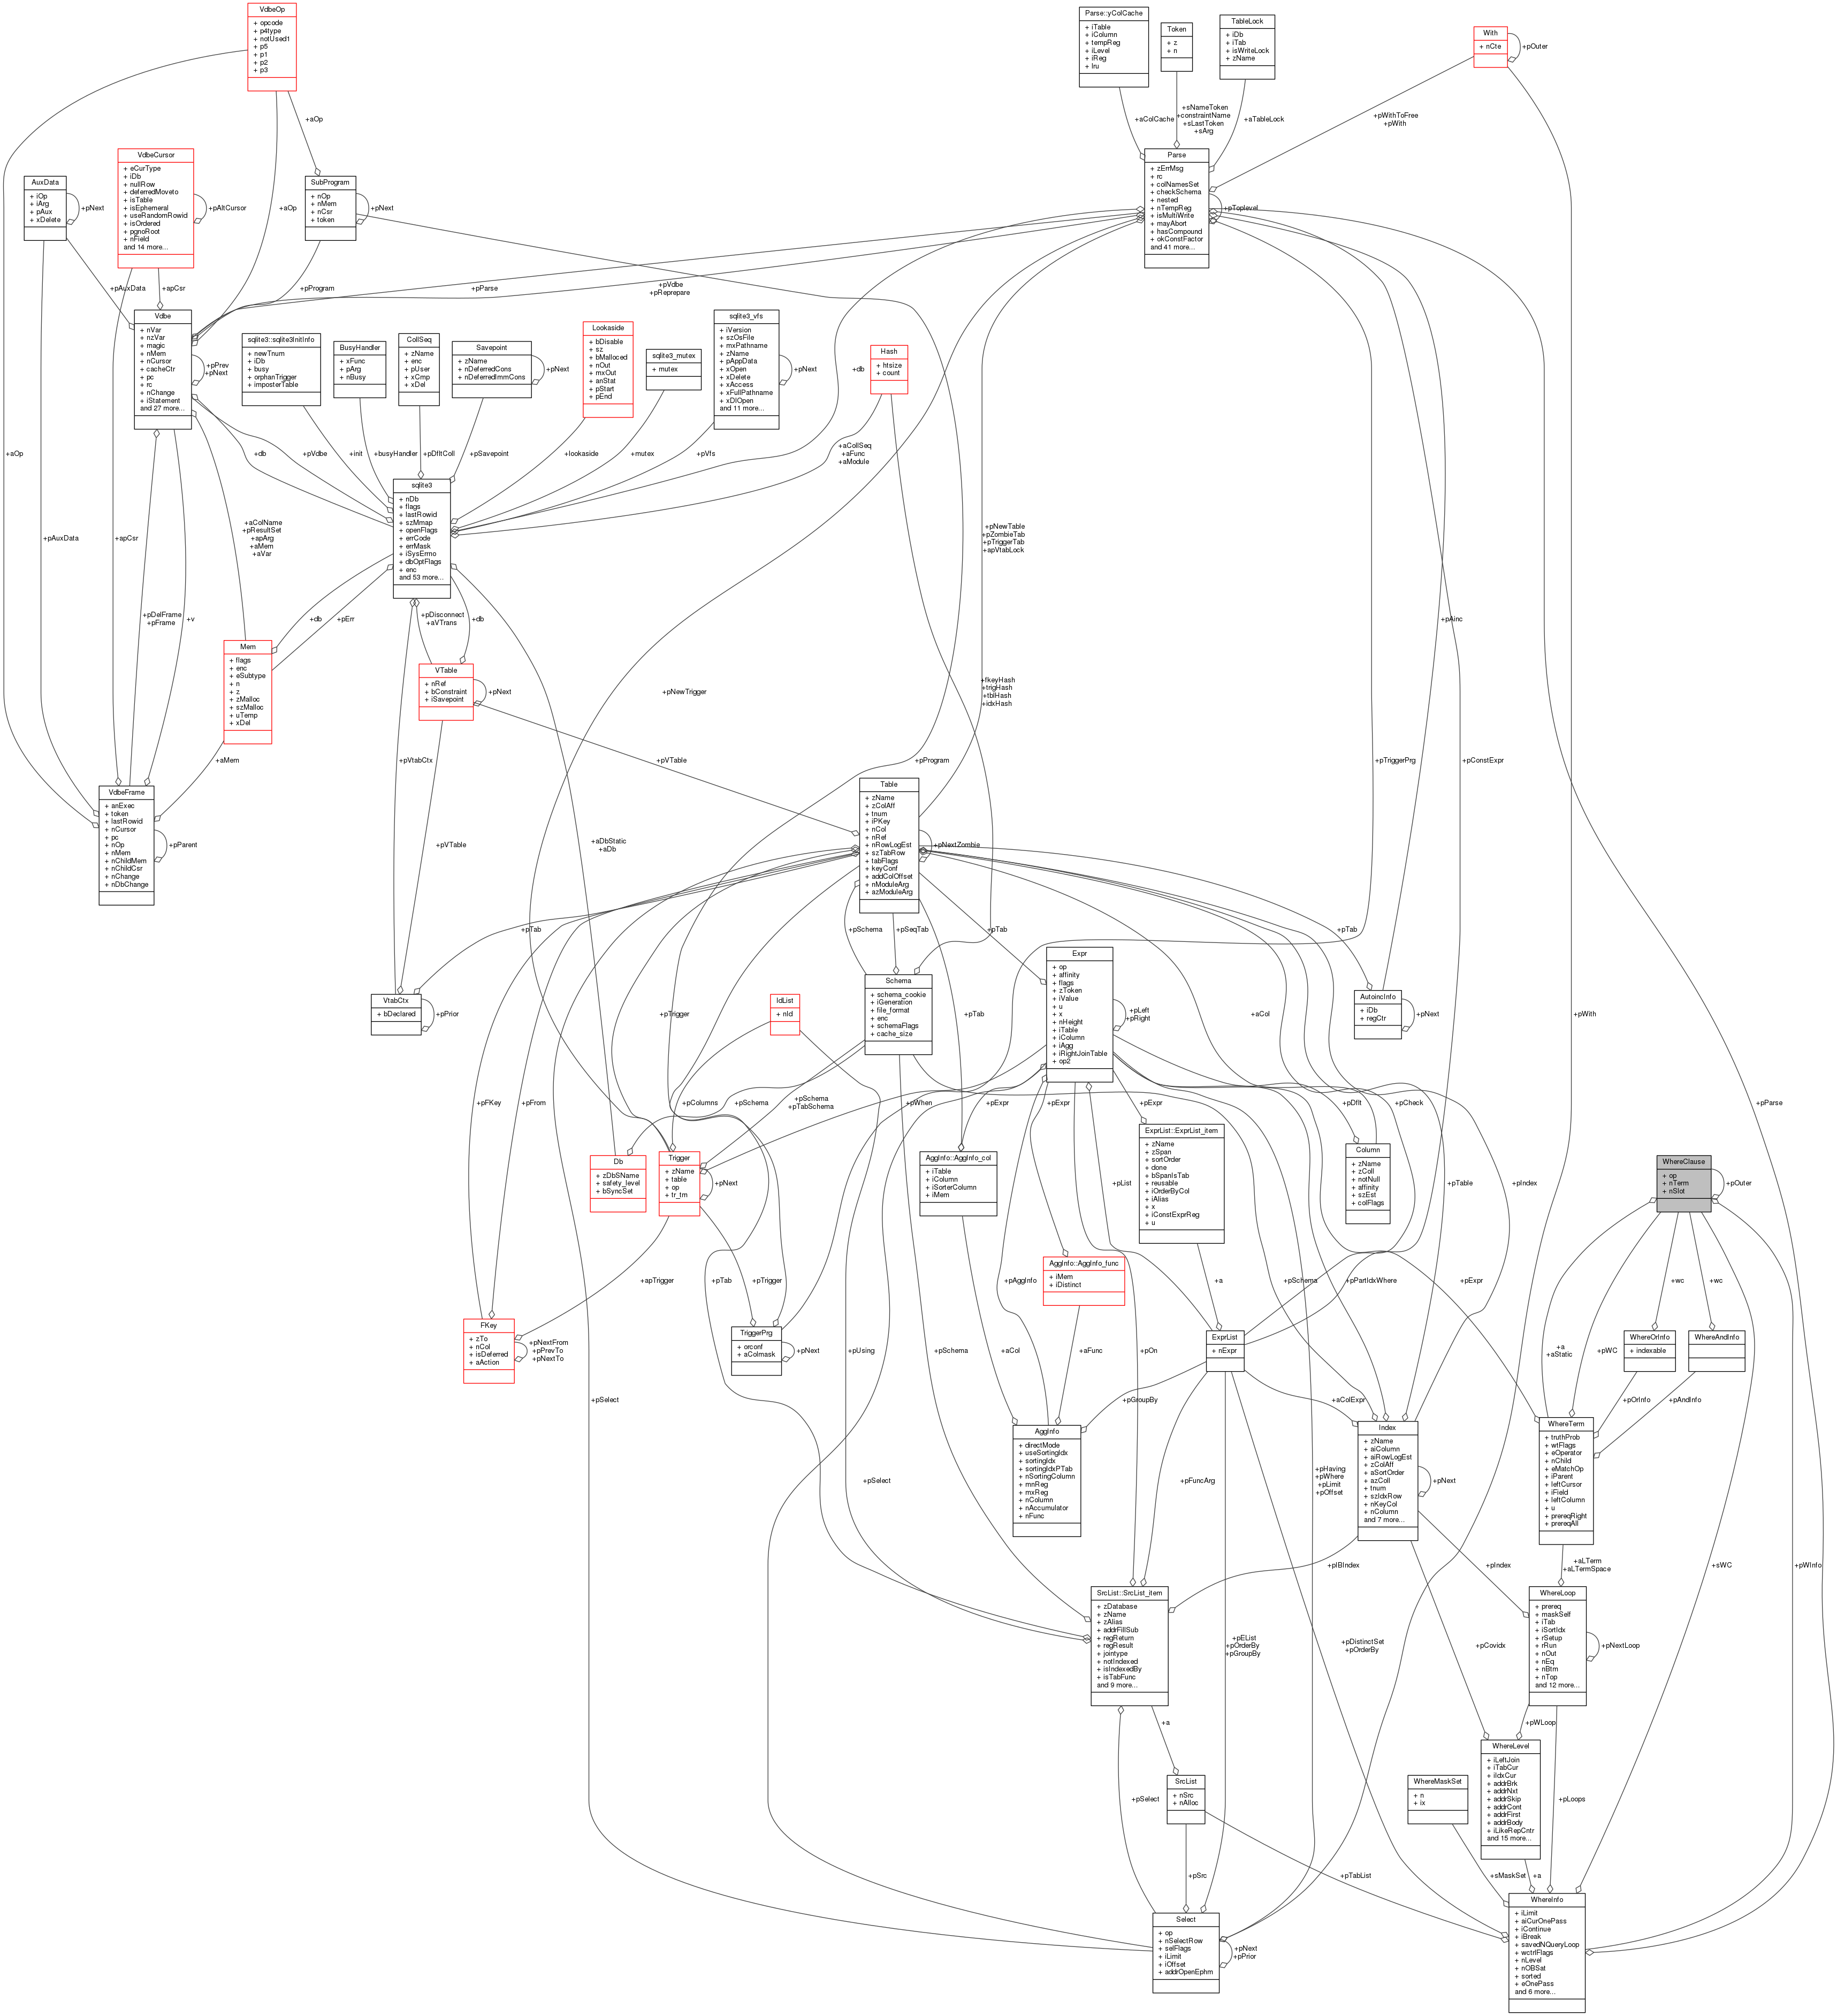 VdbeOp
+ opcode
+ p4type
+ notUsed1
+ p5
+ p1
+ p2
+ p3
Parse::yColCache
+ iTable
+ iColumn
+ tempReg
+ iLevel
+ iReg
+ lru
Token
+ z
+ n
TableLock
+ iDb
+ iTab
+ isWriteLock
+ zName
With
+ nCte
+pOuter
+aOp
+aColCache
+sNameToken
+constraintName
+sLastToken
+sArg
+aTableLock
+pWithToFree
+pWith
VdbeCursor
+ eCurType
+ iDb
+ nullRow
+ deferredMoveto
+ isTable
+ isEphemeral
+ useRandomRowid
+ isOrdered
+ pgnoRoot
+ nField
and 14 more...
+pAltCursor
AuxData
+ iOp
+ iArg
+ pAux
+ xDelete
+pNext
SubProgram
+ nOp
+ nMem
+ nCsr
+ token
+pNext
+aOp
Parse
+ zErrMsg
+ rc
+ colNamesSet
+ checkSchema
+ nested
+ nTempReg
+ isMultiWrite
+ mayAbort
+ hasCompound
+ okConstFactor
and 41 more...
+pToplevel
+pAuxData
+apCsr
+pProgram
+pParse
+pVdbe
+pReprepare
Vdbe
+ nVar
+ nzVar
+ magic
+ nMem
+ nCursor
+ cacheCtr
+ pc
+ rc
+ nChange
+ iStatement
and 27 more...
+pPrev
+pNext
sqlite3::sqlite3InitInfo
+ newTnum
+ iDb
+ busy
+ orphanTrigger
+ imposterTable
BusyHandler
+ xFunc
+ pArg
+ nBusy
CollSeq
+ zName
+ enc
+ pUser
+ xCmp
+ xDel
Savepoint
+ zName
+ nDeferredCons
+ nDeferredImmCons
+pNext
Lookaside
+ bDisable
+ sz
+ bMalloced
+ nOut
+ mxOut
+ anStat
+ pStart
+ pEnd
sqlite3_mutex
+ mutex
sqlite3_vfs
+ iVersion
+ szOsFile
+ mxPathname
+ zName
+ pAppData
+ xOpen
+ xDelete
+ xAccess
+ xFullPathname
+ xDlOpen
and 11 more...
+pNext
Hash
+ htsize
+ count
+db
+aOp
+db
+pVdbe
+init
+busyHandler
+pDfltColl
+pSavepoint
+lookaside
+mutex
+pVfs
+aCollSeq
+aFunc
+aModule
sqlite3
+ nDb
+ flags
+ lastRowid
+ szMmap
+ openFlags
+ errCode
+ errMask
+ iSysErrno
+ dbOptFlags
+ enc
and 53 more...
+aColName
+pResultSet
+apArg
+aMem
+aVar
+pAuxData
+apCsr
+pNewTable
+pZombieTab
+pTriggerTab
+apVtabLock
+pDelFrame
+pFrame
+v
+db
+pErr
+pDisconnect
+aVTrans
+db
+pAinc
Mem
+ flags
+ enc
+ eSubtype
+ n
+ z
+ zMalloc
+ szMalloc
+ uTemp
+ xDel
VTable
+ nRef
+ bConstraint
+ iSavepoint
+pNext
+pNewTrigger
+fkeyHash
+trigHash
+tblHash
+idxHash
+aMem
+pVtabCtx
+pVTable
+pProgram
+pTriggerPrg
+pConstExpr
VdbeFrame
+ anExec
+ token
+ lastRowid
+ nCursor
+ pc
+ nOp
+ nMem
+ nChildMem
+ nChildCsr
+ nChange
+ nDbChange
+pParent
+pVTable
+aDbStatic
+aDb
Table
+ zName
+ zColAff
+ tnum
+ iPKey
+ nCol
+ nRef
+ nRowLogEst
+ szTabRow
+ tabFlags
+ keyConf
+ addColOffset
+ nModuleArg
+ azModuleArg
+pNextZombie
+pWith
+pTab
+pSchema
+pSeqTab
+pTab
+pTab
VtabCtx
+ bDeclared
+pPrior
IdList
+ nId
Schema
+ schema_cookie
+ iGeneration
+ file_format
+ enc
+ schemaFlags
+ cache_size
Expr
+ op
+ affinity
+ flags
+ zToken
+ iValue
+ u
+ x
+ nHeight
+ iTable
+ iColumn
+ iAgg
+ iRightJoinTable
+ op2
+pLeft
+pRight
AutoincInfo
+ iDb
+ regCtr
+pNext
+pTrigger
+pTab
+aCol
+pParse
+pFKey
+pFrom
+pColumns
+pSchema
+pSchema
+pTabSchema
+pWhen
+pExpr
+pExpr
+pExpr
+pDflt
+pCheck
Db
+ zDbSName
+ safety_level
+ bSyncSet
Trigger
+ zName
+ table
+ op
+ tr_tm
+pNext
AggInfo::AggInfo_col
+ iTable
+ iColumn
+ iSorterColumn
+ iMem
ExprList::ExprList_item
+ zName
+ zSpan
+ sortOrder
+ done
+ bSpanIsTab
+ reusable
+ iOrderByCol
+ iAlias
+ x
+ iConstExprReg
+ u
Column
+ zName
+ zColl
+ notNull
+ affinity
+ szEst
+ colFlags
WhereClause
+ op
+ nTerm
+ nSlot
+pOuter
+pList
+pTable
+pIndex
+apTrigger
+pTrigger
+pTab
+pAggInfo
AggInfo::AggInfo_func
+ iMem
+ iDistinct
+a
+pSchema
+pPartIdxWhere
+pExpr
+wc
+wc
FKey
+ zTo
+ nCol
+ isDeferred
+ aAction
+pNextFrom
+pPrevTo
+pNextTo
TriggerPrg
+ orconf
+ aColmask
+pNext
+pUsing
+pSchema
+aCol
+aFunc
+pOn
ExprList
+ nExpr
+a
+aStatic
+pWC
WhereOrInfo
+ indexable
WhereAndInfo
+pSelect
+pGroupBy
+aColExpr
+pOrInfo
+pAndInfo
AggInfo
+ directMode
+ useSortingIdx
+ sortingIdx
+ sortingIdxPTab
+ nSortingColumn
+ mnReg
+ mxReg
+ nColumn
+ nAccumulator
+ nFunc
Index
+ zName
+ aiColumn
+ aiRowLogEst
+ zColAff
+ aSortOrder
+ azColl
+ tnum
+ szIdxRow
+ nKeyCol
+ nColumn
and 7 more...
+pNext
WhereTerm
+ truthProb
+ wtFlags
+ eOperator
+ nChild
+ eMatchOp
+ iParent
+ leftCursor
+ iField
+ leftColumn
+ u
+ prereqRight
+ prereqAll
+pSelect
+pFuncArg
+pHaving
+pWhere
+pLimit
+pOffset
+pIBIndex
+pIndex
+aLTerm
+aLTermSpace
+sWC
+pWInfo
SrcList::SrcList_item
+ zDatabase
+ zName
+ zAlias
+ addrFillSub
+ regReturn
+ regResult
+ jointype
+ notIndexed
+ isIndexedBy
+ isTabFunc
and 9 more...
WhereLoop
+ prereq
+ maskSelf
+ iTab
+ iSortIdx
+ rSetup
+ rRun
+ nOut
+ nEq
+ nBtm
+ nTop
and 12 more...
+pNextLoop
+pEList
+pOrderBy
+pGroupBy
+pDistinctSet
+pOrderBy
+pCovidx
+a
+pWLoop
WhereLevel
+ iLeftJoin
+ iTabCur
+ iIdxCur
+ addrBrk
+ addrNxt
+ addrSkip
+ addrCont
+ addrFirst
+ addrBody
+ iLikeRepCntr
and 15 more...
+pSelect
SrcList
+ nSrc
+ nAlloc
WhereMaskSet
+ n
+ ix
+pLoops
+pSrc
+pTabList
+sMaskSet
+a
Select
+ op
+ nSelectRow
+ selFlags
+ iLimit
+ iOffset
+ addrOpenEphm
+pNext
+pPrior
WhereInfo
+ iLimit
+ aiCurOnePass
+ iContinue
+ iBreak
+ savedNQueryLoop
+ wctrlFlags
+ nLevel
+ nOBSat
+ sorted
+ eOnePass
and 6 more...